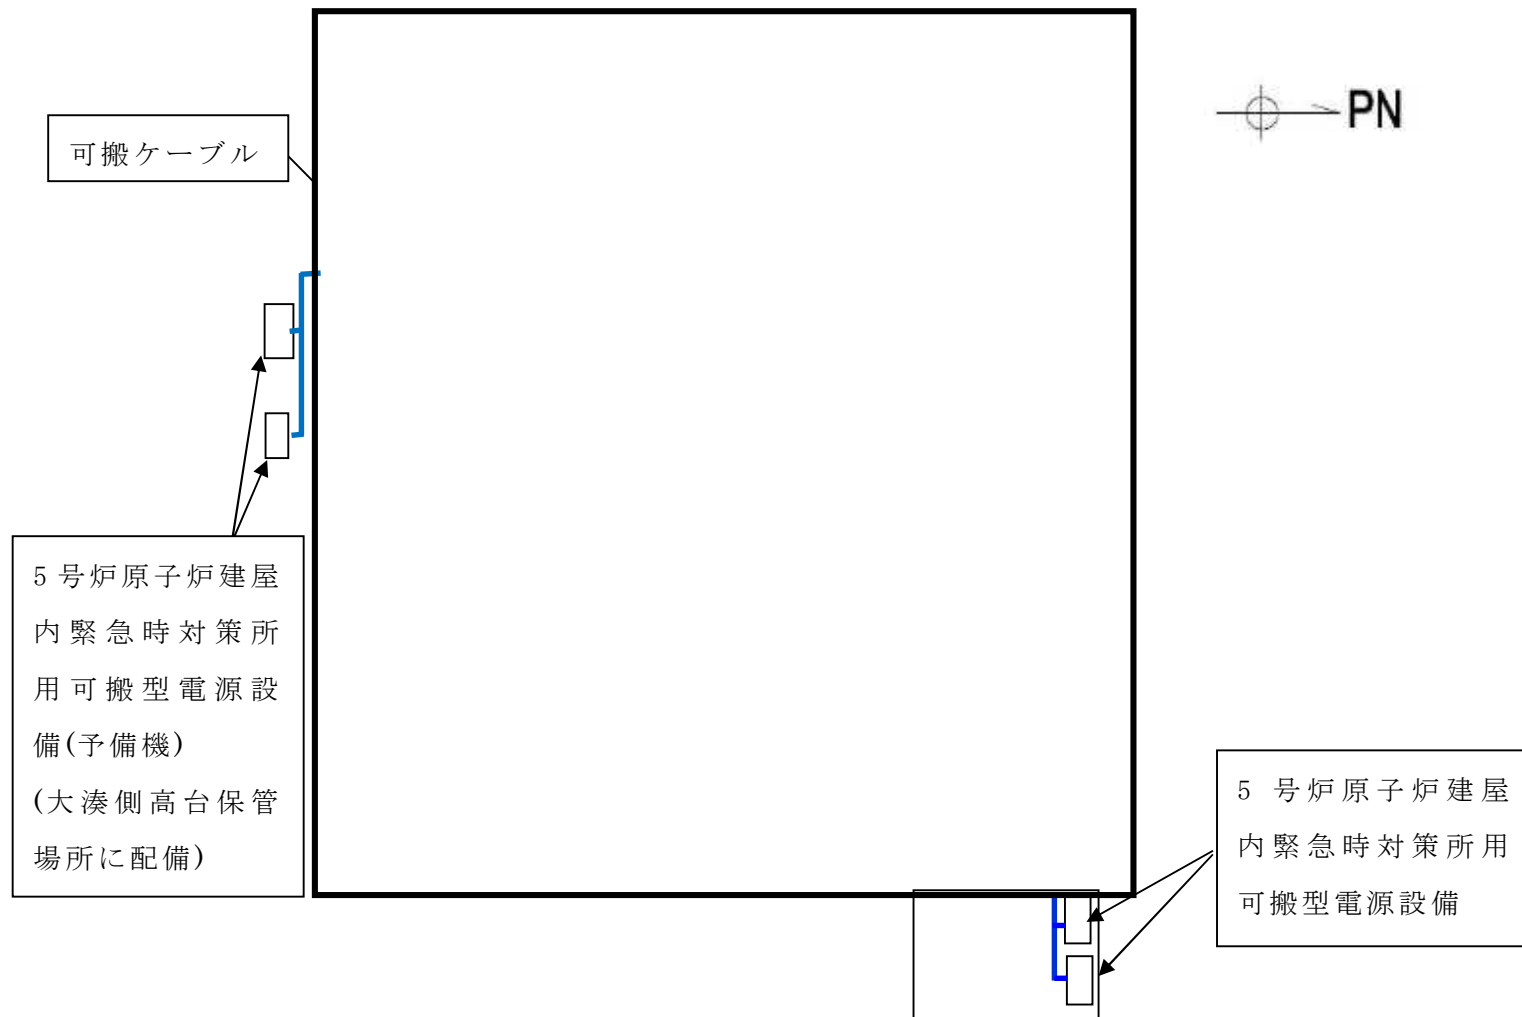 PN
可搬ケーブル
5号炉原子炉建屋
内緊急時対策所
用可搬型電源設
備(予備機)
(大湊側高台保管
場所に配備)
5 号炉原子炉建屋
内緊急時対策所用
可搬型電源設備